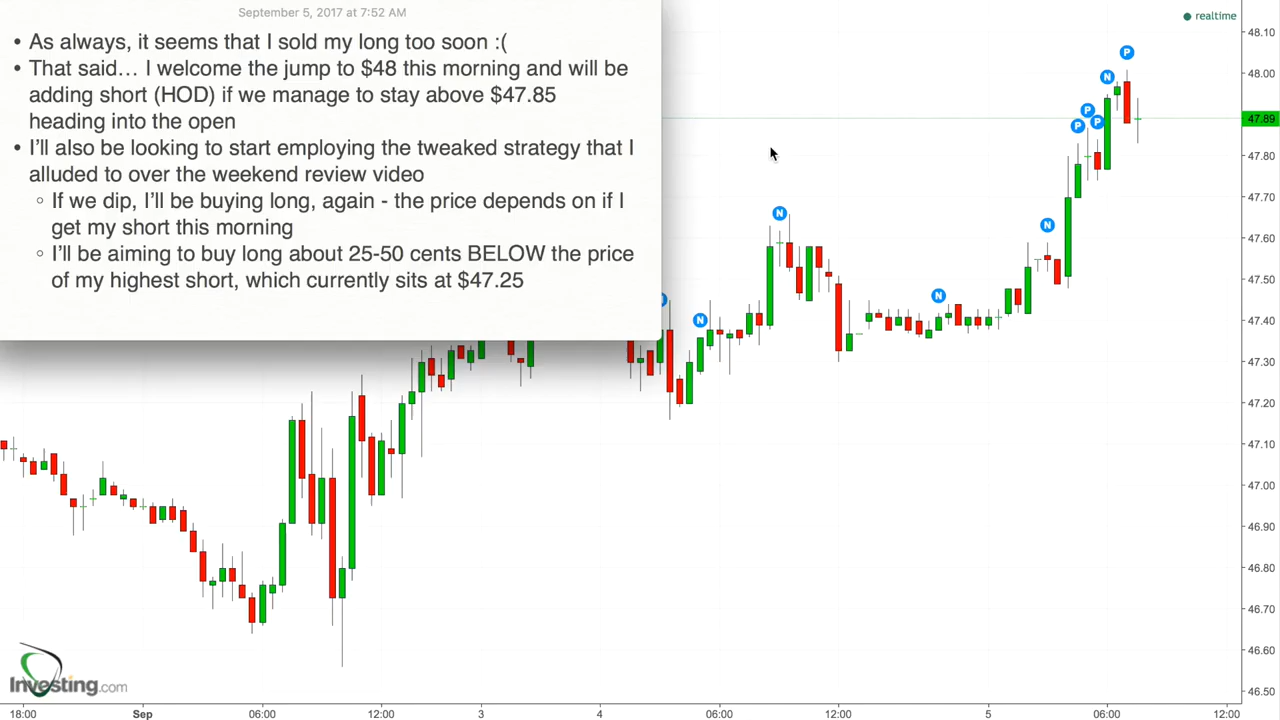 September 5, 2017 at 7:52 AM
• As always, it seems that I sold my long too soon :(
• That said… I welcome the jump to $48 this morning and will be
adding short (HOD) if we manage to stay above $47.85
heading into the open
• I'll also be looking to start employing the tweaked strategy that I
alluded to over the weekend review video
◦ If we dip, I'll be buying long, again - the price depends on if I
get my short this morning
◦ I'll be aiming to buy long about 25-50 cents BELOW the price
of my highest short, which currently sits at $47.25
realtime
P
N
P
P
P
N
N
N
N
N
48.10
48.00
47.89
47.80
47.70
47.60
47.50
47.40
47.30
47.20
47.10
47.00
46.90
46.80
46.70
46.60
46.50
Investing.com
18:00 Sep 06:00 12:00 3 4 06:00 12:00 5 06:00 12:00